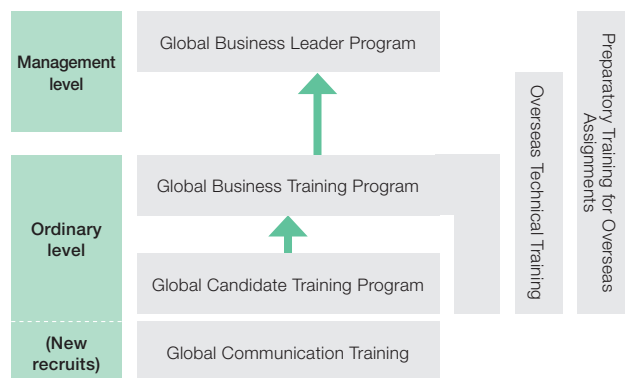 Management
level
Global Business Leader Program
Ordinary
level
Global Business Training Program
Global Candidate Training Program
(New
recruits)
Global Communication Training
Overseas Technical Training
Preparatory Training for Overseas
Assignments